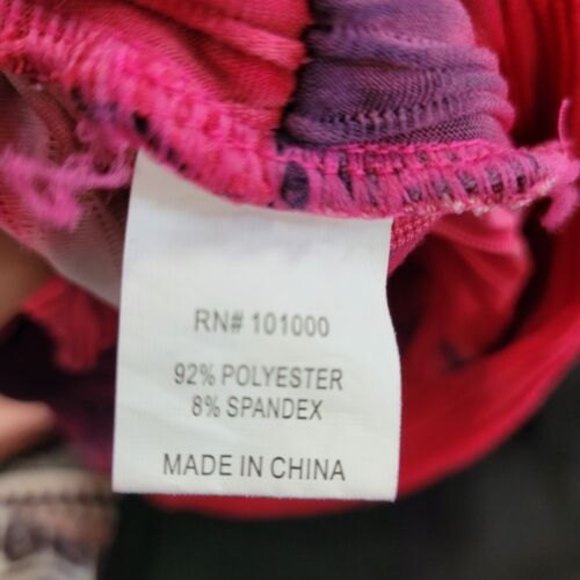 RN# 101000
92% POLYESTER
8% SPANDEX
MADE IN CHINA